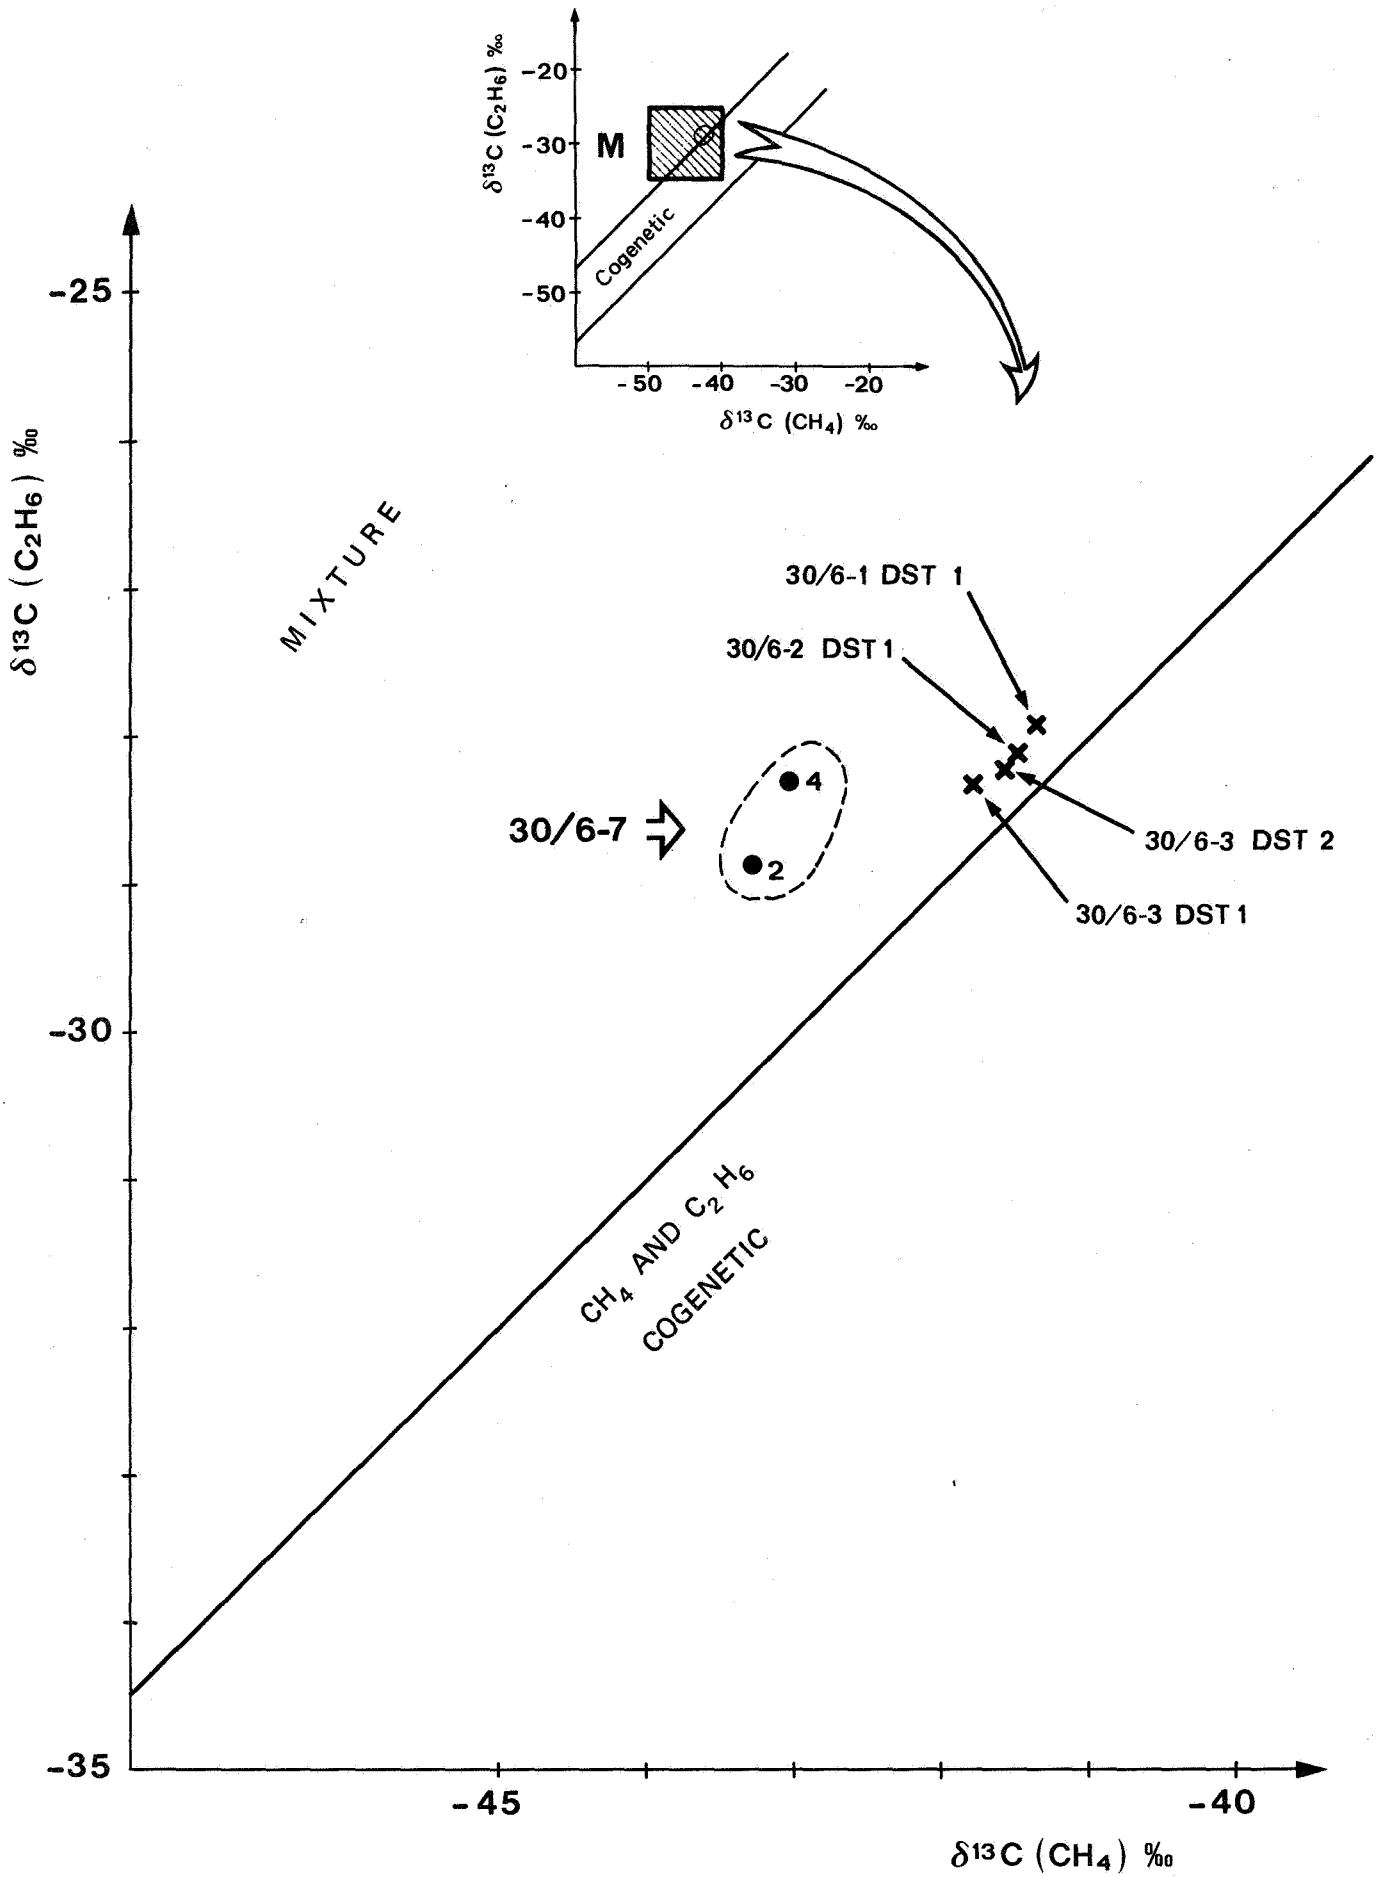 δ¹³C (C₂H₆) ‰
-20
-30
-40
-50
M
Cogenetic
-50 -40 -30 -20
δ¹³C (CH₄) ‰
δ¹³C (C₂H₆) ‰
-25
-30
-35
MIXTURE
30/6-1 DST 1
30/6-2 DST 1
4
30/6-7
2
30/6-3 DST 2
30/6-3 DST 1
CH₄ AND C₂H₆
COGENETIC
-45 -40
δ¹³C (CH₄) ‰